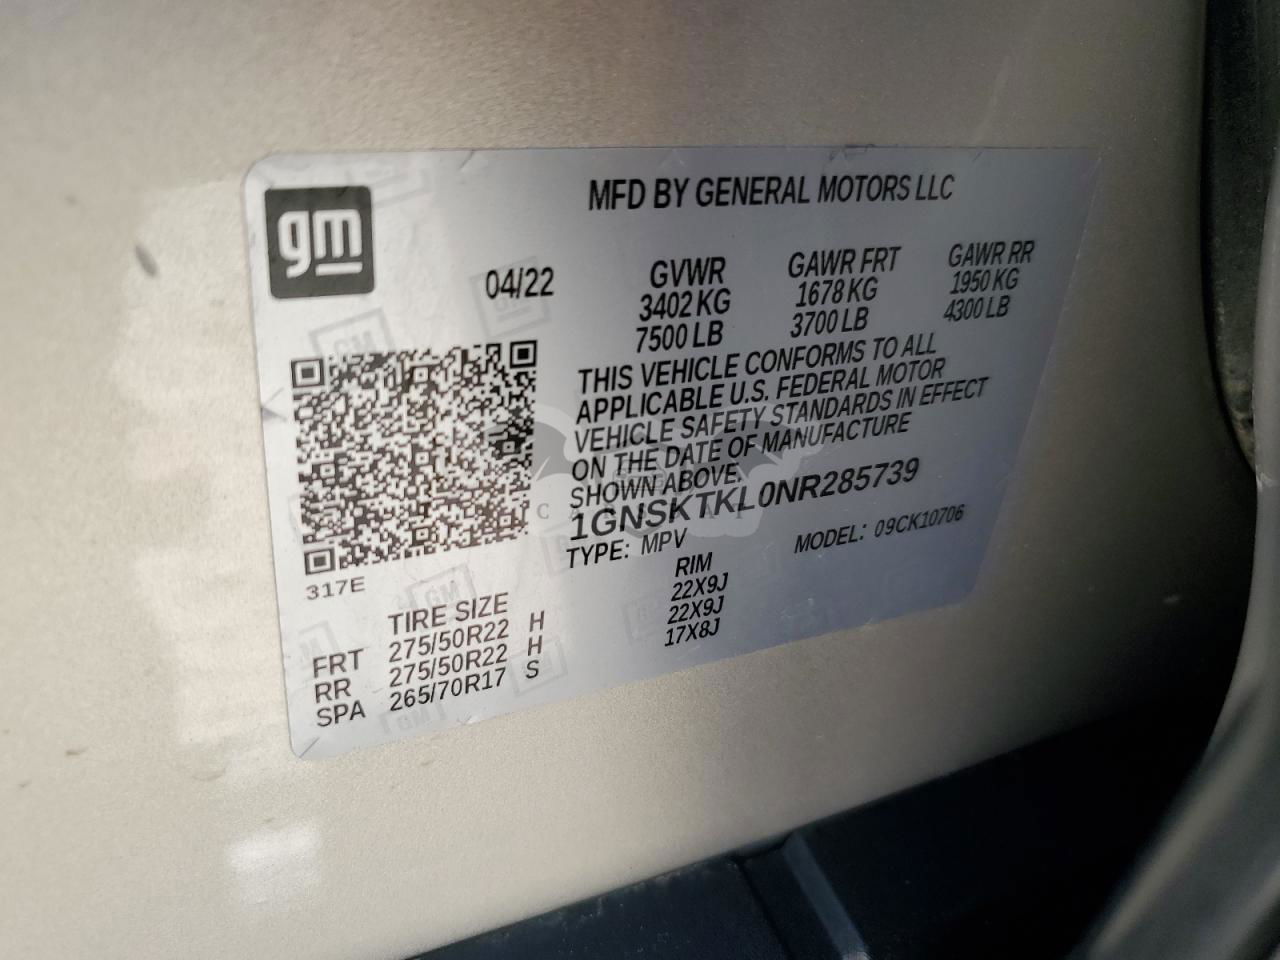 gm
MFD BY GENERAL MOTORS LLC
04/22
GVWR GAWR FRT GAWR RR
3402 KG 1678 KG 1950 KG
7500 LB 3700 LB 4300 LB
THIS VEHICLE CONFORMS TO ALL
APPLICABLE U.S. FEDERAL MOTOR
VEHICLE SAFETY STANDARDS IN EFFECT
ON THE DATE OF MANUFACTURE
SHOWN ABOVE.
1GNSKTKL0NR285739
TYPE: MPV MODEL: 09CK10706
317E
TIRE SIZE RIM
FRT 275/50R22 H 22X9J
RR 275/50R22 H 22X9J
SPA 265/70R17 S 17X8J